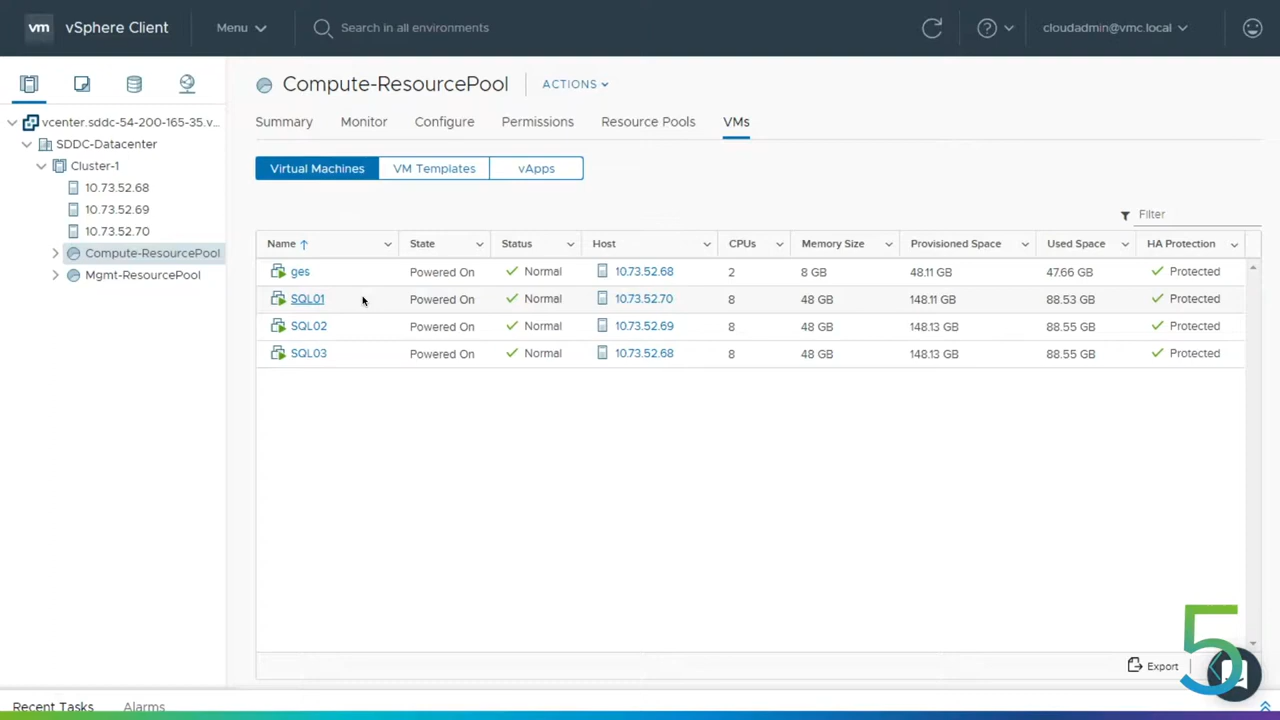 vm vSphere Client Menu Search in all environments cloudadmin@vmc.local
Compute-ResourcePool ACTIONS
vcenter.sddc-54-200-165-35.v...
SDDC-Datacenter
Cluster-1
10.73.52.68
10.73.52.69
10.73.52.70
Compute-ResourcePool
Mgmt-ResourcePool
Summary Monitor Configure Permissions Resource Pools VMs
Virtual Machines VM Templates vApps
Filter
Name State Status Host CPUs Memory Size Provisioned Space Used Space HA Protection
ges Powered On Normal 10.73.52.68 2 8 GB 48.11 GB 47.66 GB Protected
SQL01 Powered On Normal 10.73.52.70 8 48 GB 148.11 GB 88.53 GB Protected
SQL02 Powered On Normal 10.73.52.69 8 48 GB 148.13 GB 88.55 GB Protected
SQL03 Powered On Normal 10.73.52.68 8 48 GB 148.13 GB 88.55 GB Protected
Export
5
Recent Tasks Alarms